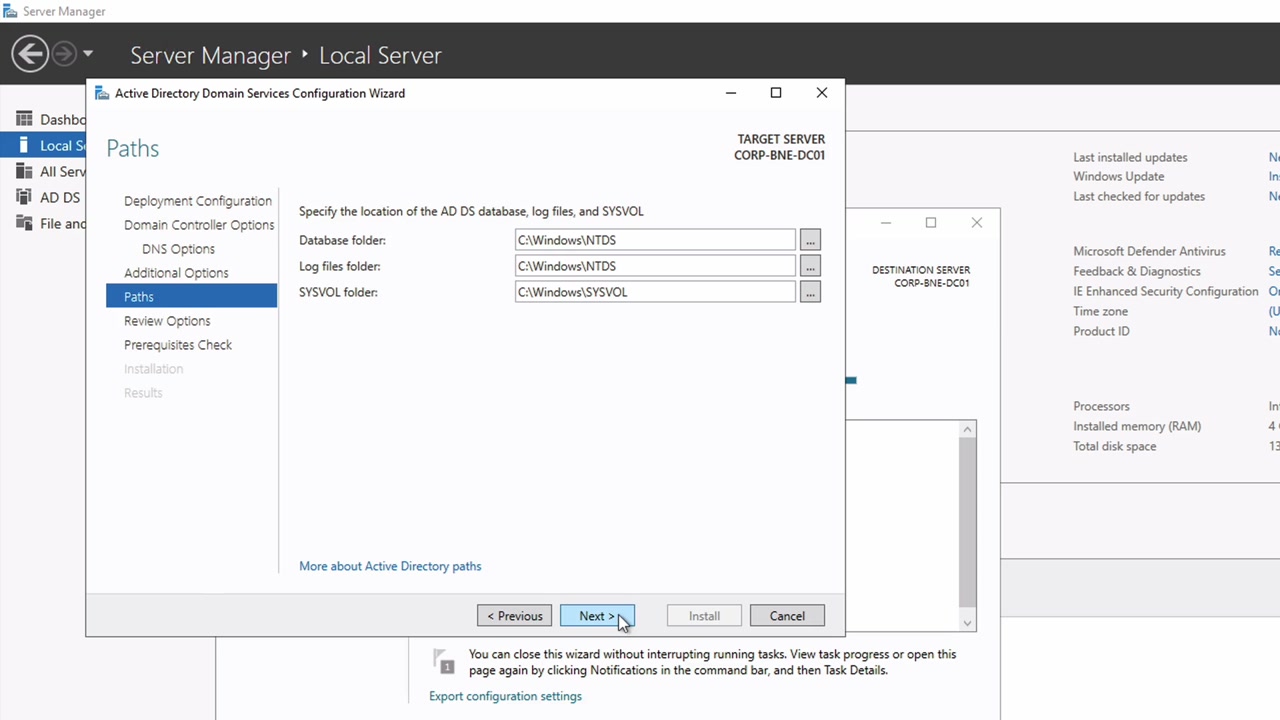 Server Manager
Server Manager ‣ Local Server
Active Directory Domain Services Configuration Wizard
Paths
TARGET SERVER
CORP-BNE-DC01
Dashbo
Local Se
All Serv
AD DS
File and
Deployment Configuration
Domain Controller Options
DNS Options
Additional Options
Paths
Review Options
Prerequisites Check
Installation
Results
Specify the location of the AD DS database, log files, and SYSVOL
Database folder: C:\Windows\NTDS ...
Log files folder: C:\Windows\NTDS ...
SYSVOL folder: C:\Windows\SYSVOL ...
More about Active Directory paths
< Previous Next > Install Cancel
DESTINATION SERVER
CORP-BNE-DC01
You can close this wizard without interrupting running tasks. View task progress or open this
page again by clicking Notifications in the command bar, and then Task Details.
1
Export configuration settings
Last installed updates
Windows Update
Last checked for updates
Microsoft Defender Antivirus
Feedback & Diagnostics
IE Enhanced Security Configuration
Time zone
Product ID
Processors
Installed memory (RAM)
Total disk space